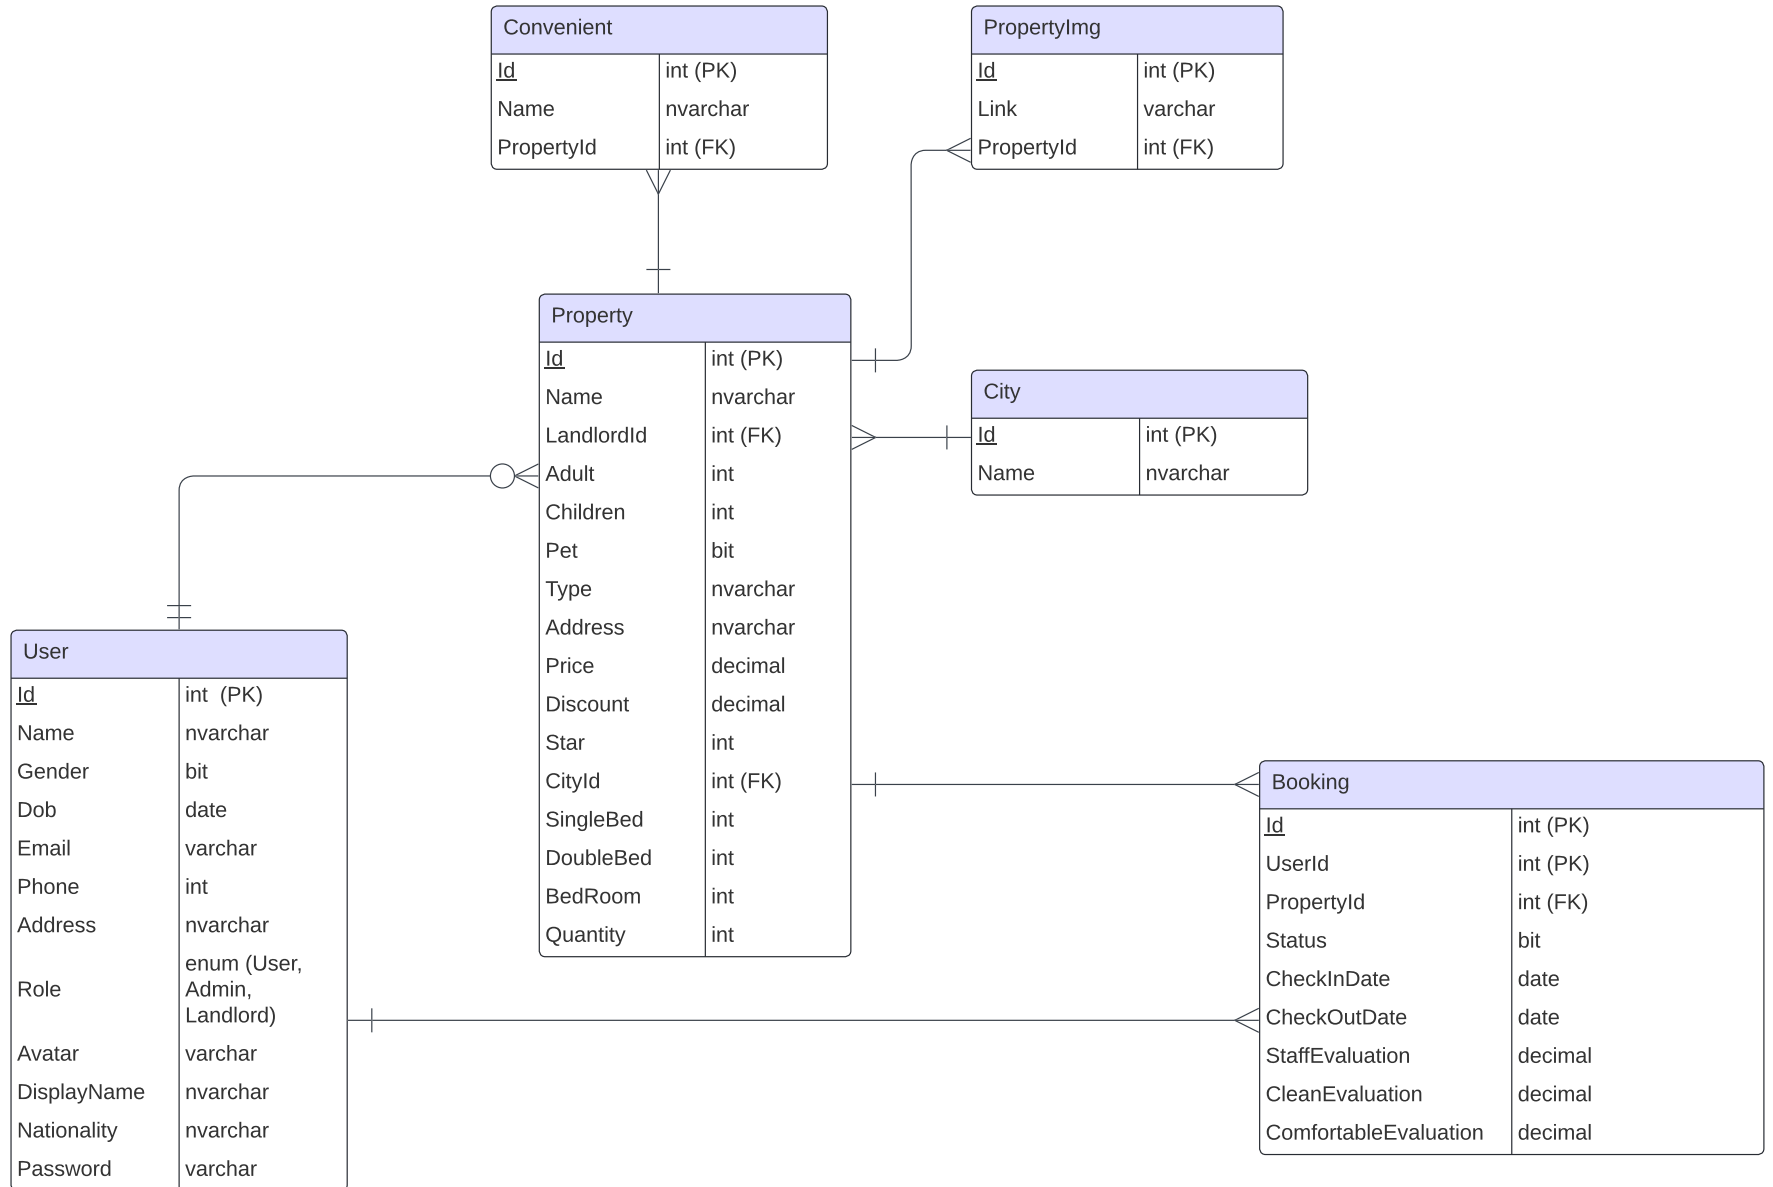 Convenient
Id int (PK)
Name nvarchar
PropertyId int (FK)
PropertyImg
Id int (PK)
Link varchar
PropertyId int (FK)
Property
Id int (PK)
Name nvarchar
LandlordId int (FK)
Adult int
Children int
Pet bit
Type nvarchar
Address nvarchar
Price decimal
Discount decimal
Star int
CityId int (FK)
SingleBed int
DoubleBed int
BedRoom int
Quantity int
City
Id int (PK)
Name nvarchar
User
Id int (PK)
Name nvarchar
Gender bit
Dob date
Email varchar
Phone int
Address nvarchar
Role enum (User,
Admin,
Landlord)
Avatar varchar
DisplayName nvarchar
Nationality nvarchar
Password varchar
Booking
Id int (PK)
UserId int (PK)
PropertyId int (FK)
Status bit
CheckInDate date
CheckOutDate date
StaffEvaluation decimal
CleanEvaluation decimal
ComfortableEvaluation decimal